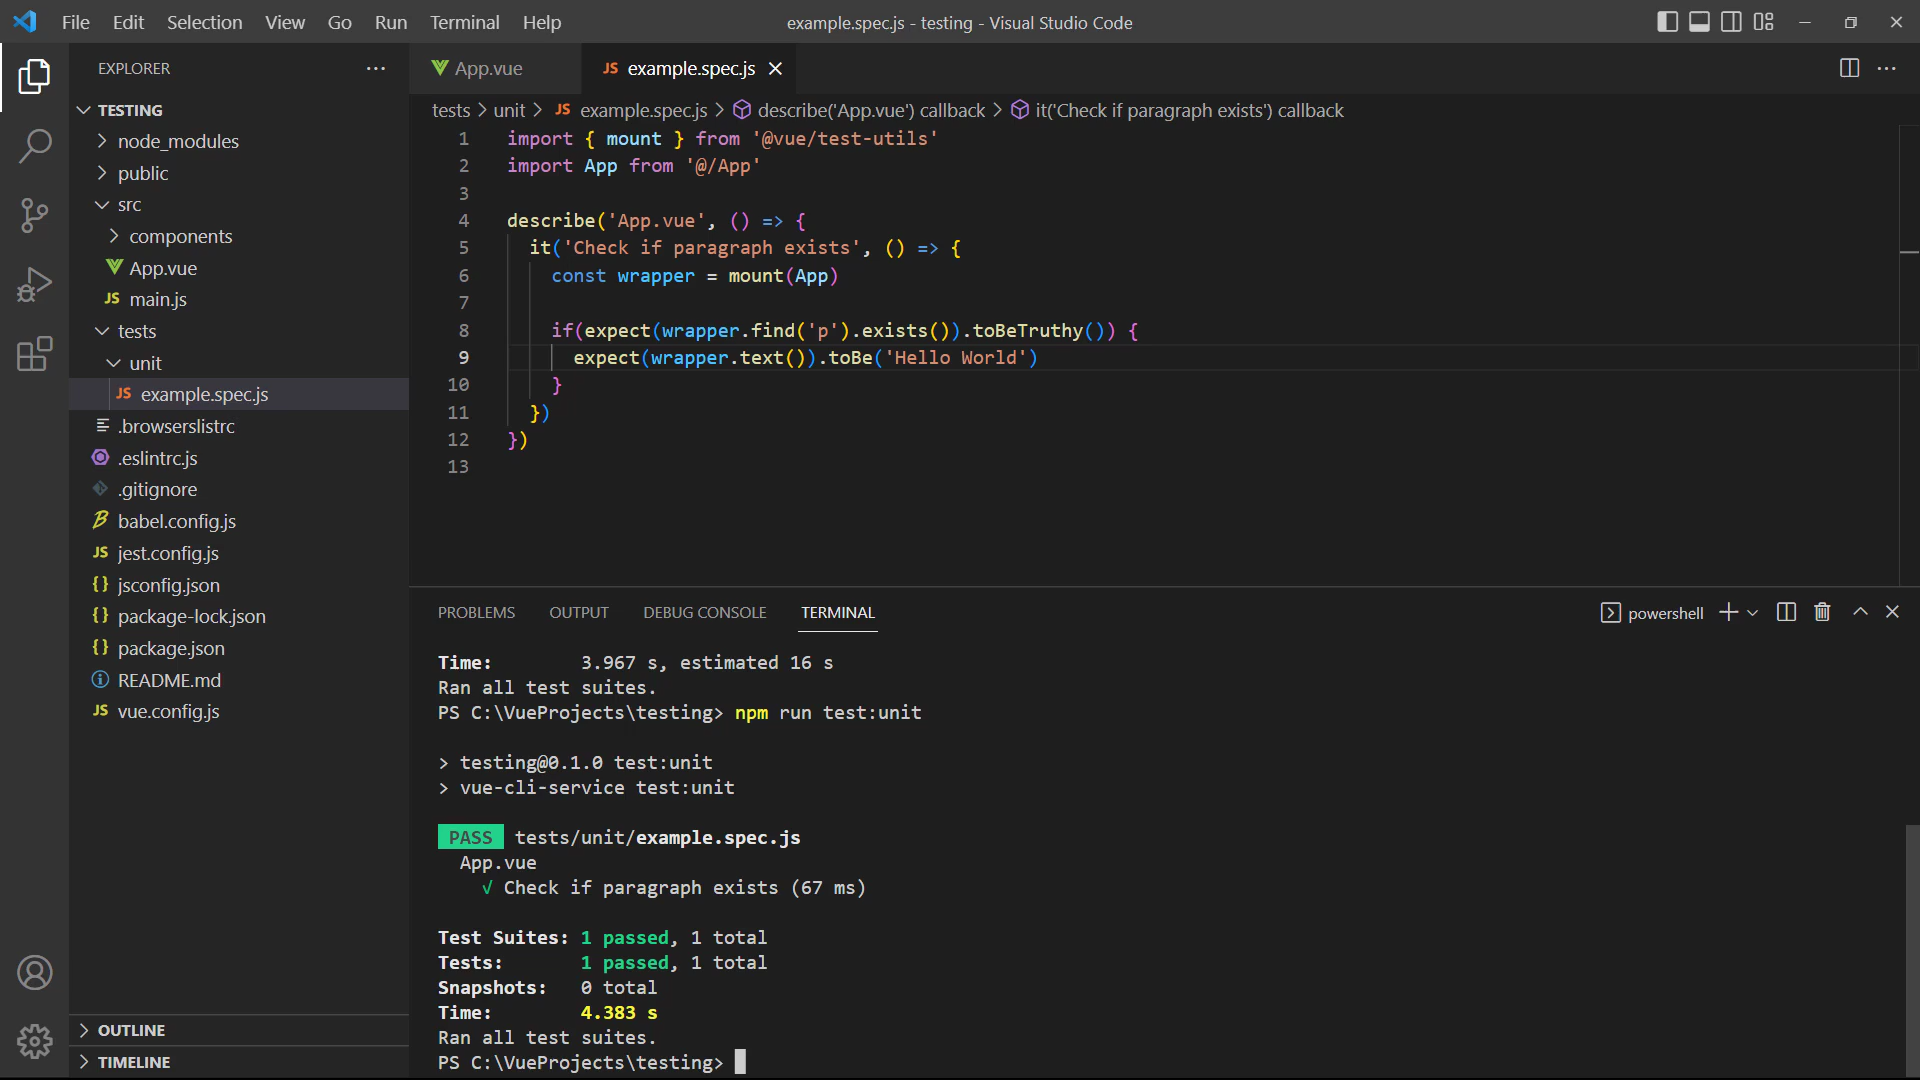 File Edit Selection View Go Run Terminal Help
example.spec.js - testing - Visual Studio Code
EXPLORER
TESTING
node_modules
public
src
components
App.vue
JS main.js
tests
unit
JS example.spec.js
.browserslistrc
.eslintrc.js
.gitignore
babel.config.js
JS jest.config.js
{} jsconfig.json
{} package-lock.json
{} package.json
README.md
JS vue.config.js
OUTLINE
TIMELINE
App.vue
JS example.spec.js
tests > unit > JS example.spec.js > describe('App.vue') callback > it('Check if paragraph exists') callback
1 import { mount } from '@vue/test-utils'
2 import App from '@/App'
3
4 describe('App.vue', () => {
5 it('Check if paragraph exists', () => {
6 const wrapper = mount(App)
7
8 if(expect(wrapper.find('p').exists()).toBeTruthy()) {
9 expect(wrapper.text()).toBe('Hello World')
10 }
11 })
12 })
13
PROBLEMS OUTPUT DEBUG CONSOLE TERMINAL
powershell
Time: 3.967 s, estimated 16 s
Ran all test suites.
PS C:\VueProjects\testing> npm run test:unit
> testing@0.1.0 test:unit
> vue-cli-service test:unit
PASS tests/unit/example.spec.js
App.vue
√ Check if paragraph exists (67 ms)
Test Suites: 1 passed, 1 total
Tests: 1 passed, 1 total
Snapshots: 0 total
Time: 4.383 s
Ran all test suites.
PS C:\VueProjects\testing>